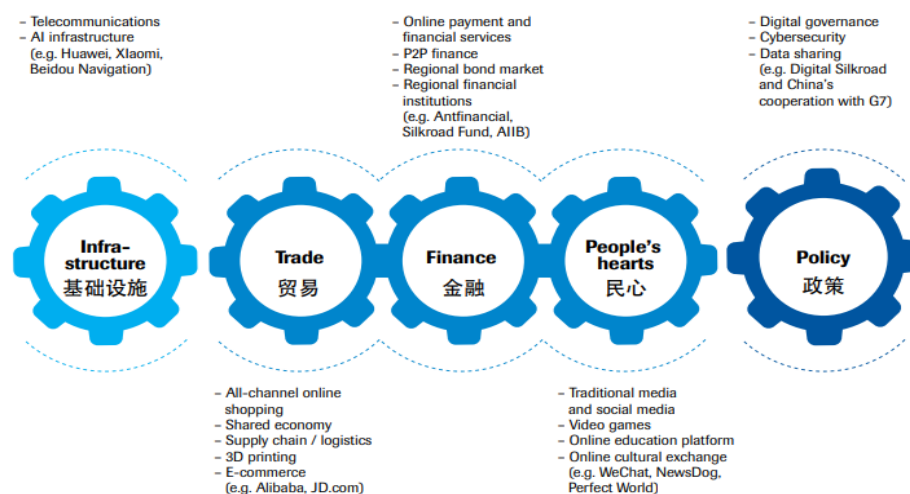 – Telecommunications
– AI infrastructure
(e.g. Huawei, XIaomi,
Beidou Navigation)
– Online payment and
financial services
– P2P finance
– Regional bond market
– Regional financial
institutions
(e.g. Antfinancial,
Silkroad Fund, AIIB)
– Digital governance
– Cybersecurity
– Data sharing
(e.g. Digital Silkroad
and China's
cooperation with G7)
Infra-
structure
基础设施
Trade
贸易
Finance
金融
People's
hearts
民心
Policy
政策
– All-channel online
shopping
– Shared economy
– Supply chain / logistics
– 3D printing
– E-commerce
(e.g. Alibaba, JD.com)
– Traditional media
and social media
– Video games
– Online education platform
– Online cultural exchange
(e.g. WeChat, NewsDog,
Perfect World)